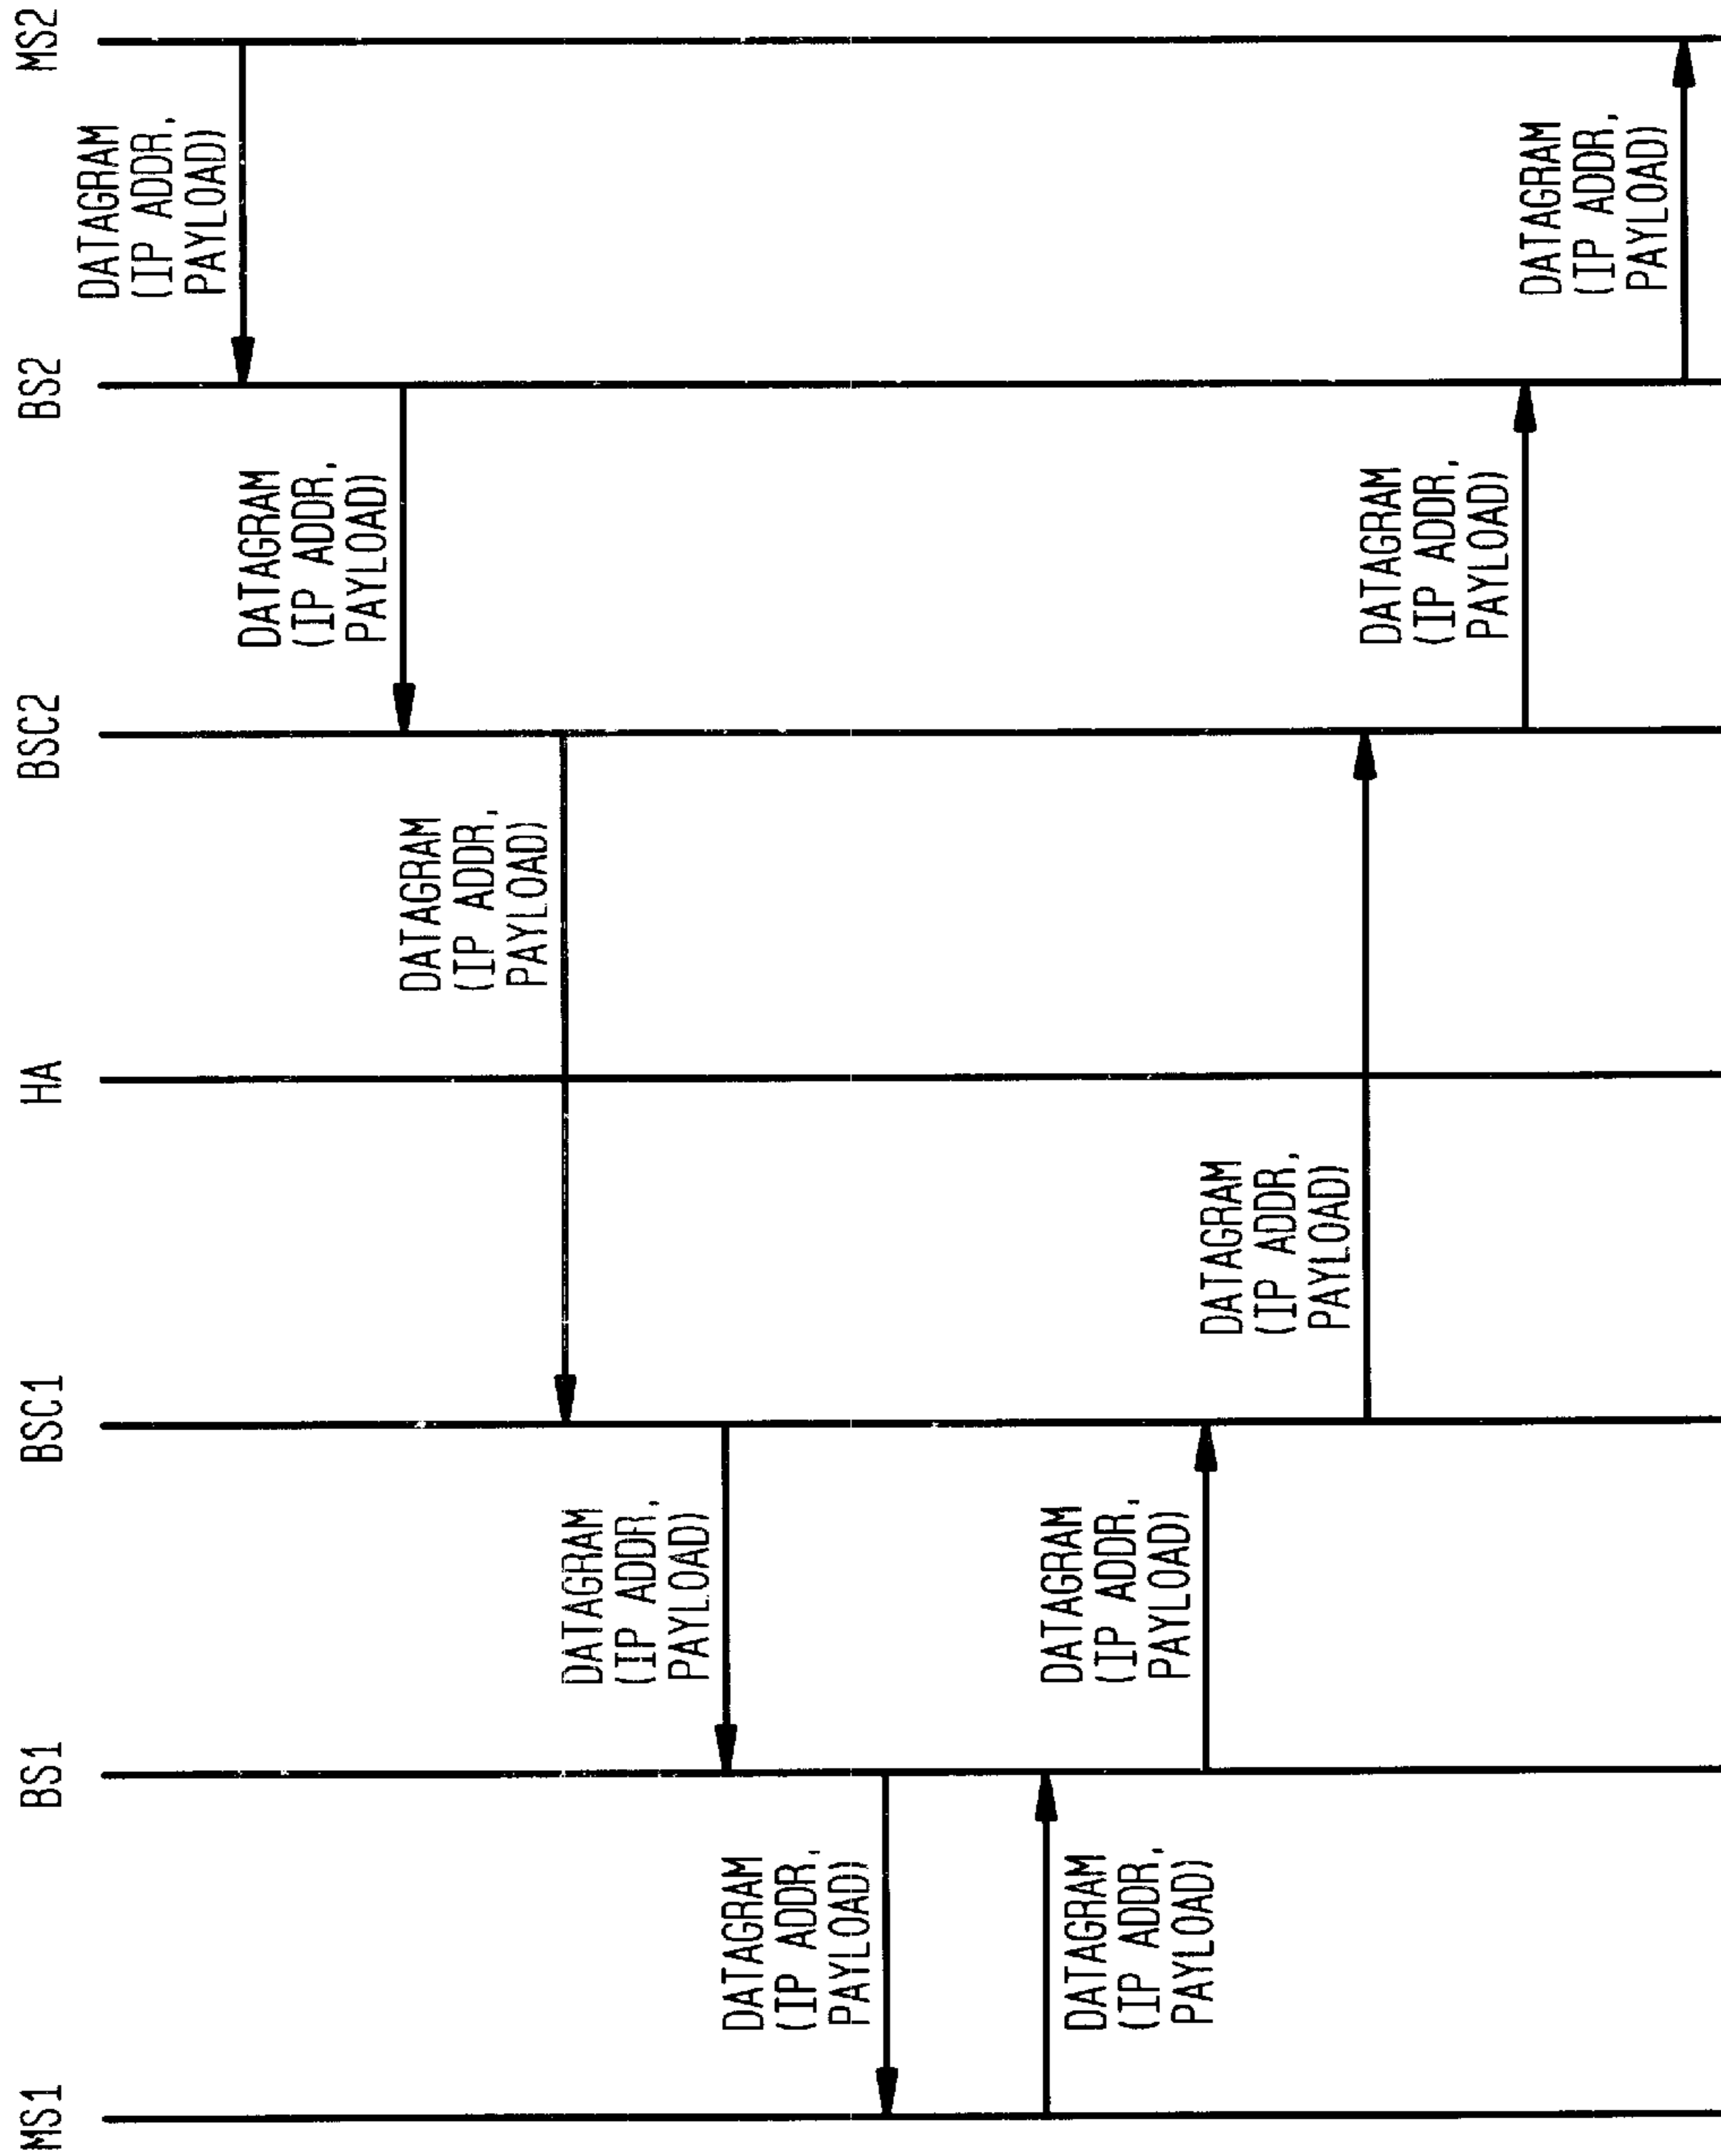 MS1
BS1
BSC1
HA
BSC2
BS2
MS2
DATAGRAM
(IP ADDR,
PAYLOAD)
DATAGRAM
(IP ADDR,
PAYLOAD)
DATAGRAM
(IP ADDR,
PAYLOAD)
DATAGRAM
(IP ADDR,
PAYLOAD)
DATAGRAM
(IP ADDR,
PAYLOAD)
DATAGRAM
(IP ADDR,
PAYLOAD)
DATAGRAM
(IP ADDR,
PAYLOAD)
DATAGRAM
(IP ADDR,
PAYLOAD)
DATAGRAM
(IP ADDR,
PAYLOAD)
DATAGRAM
(IP ADDR,
PAYLOAD)